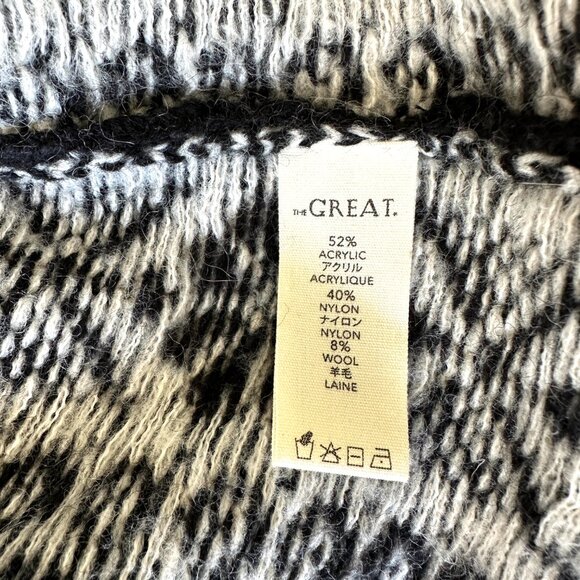 THE GREAT.
52%
ACRYLIC
アクリル
ACRYLIQUE
40%
NYLON
ナイロン
NYLON
8%
WOOL
羊毛
LAINE